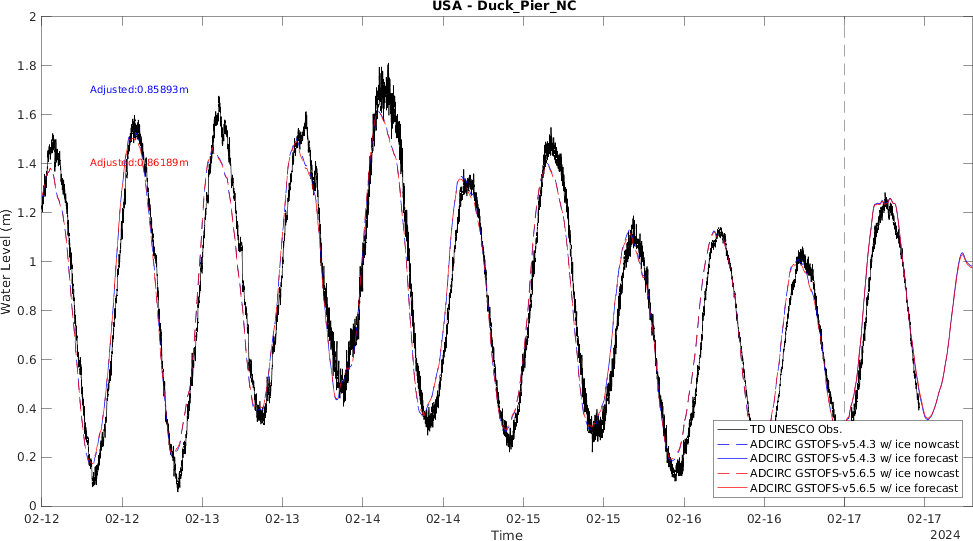 USA - Duck_Pier_NC
2
1.8
1.6
1.4
1.2
1
0.8
0.6
0.4
0.2
0
Water Level (m)
Adjusted:0.85893m
Adjusted:0.86189m
TD UNESCO Obs.
ADCIRC GSTOFS-v5.4.3 w/ ice nowcast
ADCIRC GSTOFS-v5.4.3 w/ ice forecast
ADCIRC GSTOFS-v5.6.5 w/ ice nowcast
ADCIRC GSTOFS-v5.6.5 w/ ice forecast
02-12 02-12 02-13 02-13 02-14 02-14 02-15 02-15 02-16 02-16 02-17 02-17
Time
2024